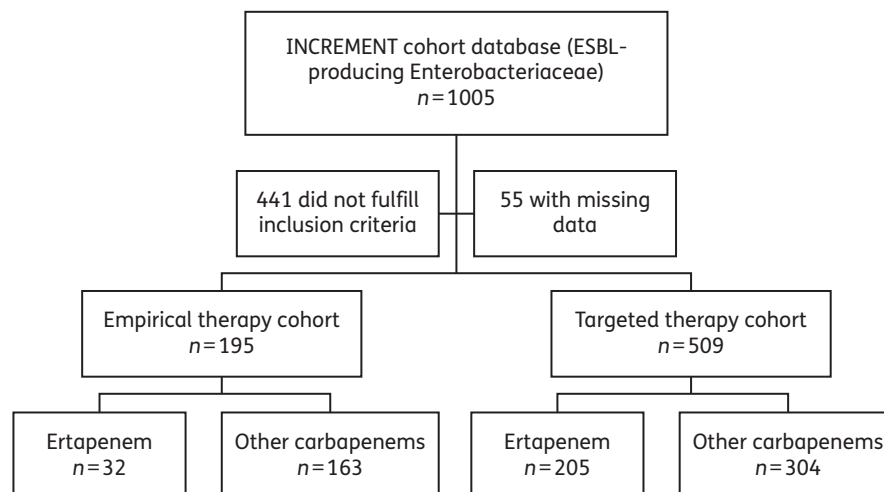 INCREMENT cohort database (ESBL-
producing Enterobacteriaceae)
n=1005
441 did not fulfill
inclusion criteria
55 with missing
data
Empirical therapy cohort
n=195
Targeted therapy cohort
n=509
Ertapenem
n=32
Other carbapenems
n=163
Ertapenem
n=205
Other carbapenems
n=304